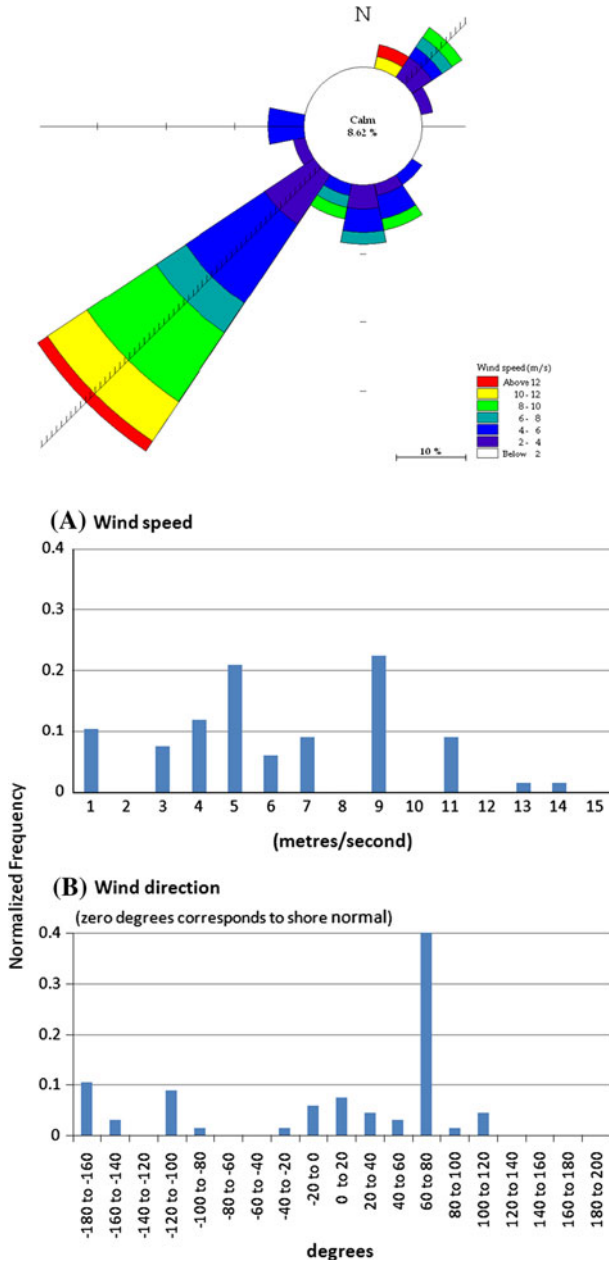 N
Calm
8.62 %
Wind speed (m/s)
Above 12
10 - 12
8 - 10
6 - 8
4 - 6
2 - 4
Below 2
10 %
(A) Wind speed
0.4
0.3
0.2
0.1
0
1 2 3 4 5 6 7 8 9 10 11 12 13 14 15
(metres/second)
Normalized Frequency
(B) Wind direction
(zero degrees corresponds to shore normal)
0.4
0.3
0.2
0.1
0
-180 to -160
-160 to -140
-140 to -120
-120 to -100
-100 to -80
-80 to -60
-60 to -40
-40 to -20
-20 to 0
0 to 20
20 to 40
40 to 60
60 to 80
80 to 100
100 to 120
120 to 140
140 to 160
160 to 180
180 to 200
degrees